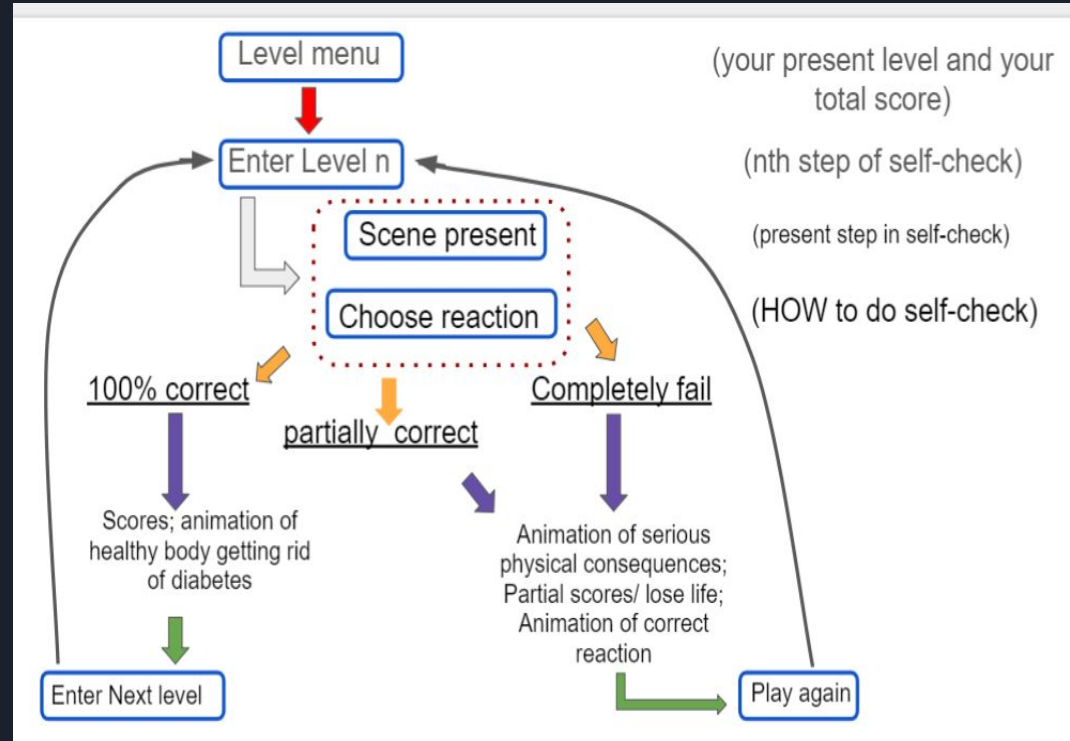 Level menu
(your present level and your
total score)
Enter Level n
(nth step of self-check)
Scene present
(present step in self-check)
Choose reaction
(HOW to do self-check)
100% correct
partially correct
Completely fail
Scores; animation of
healthy body getting rid
of diabetes
Animation of serious
physical consequences;
Partial scores/ lose life;
Animation of correct
reaction
Enter Next level
Play again